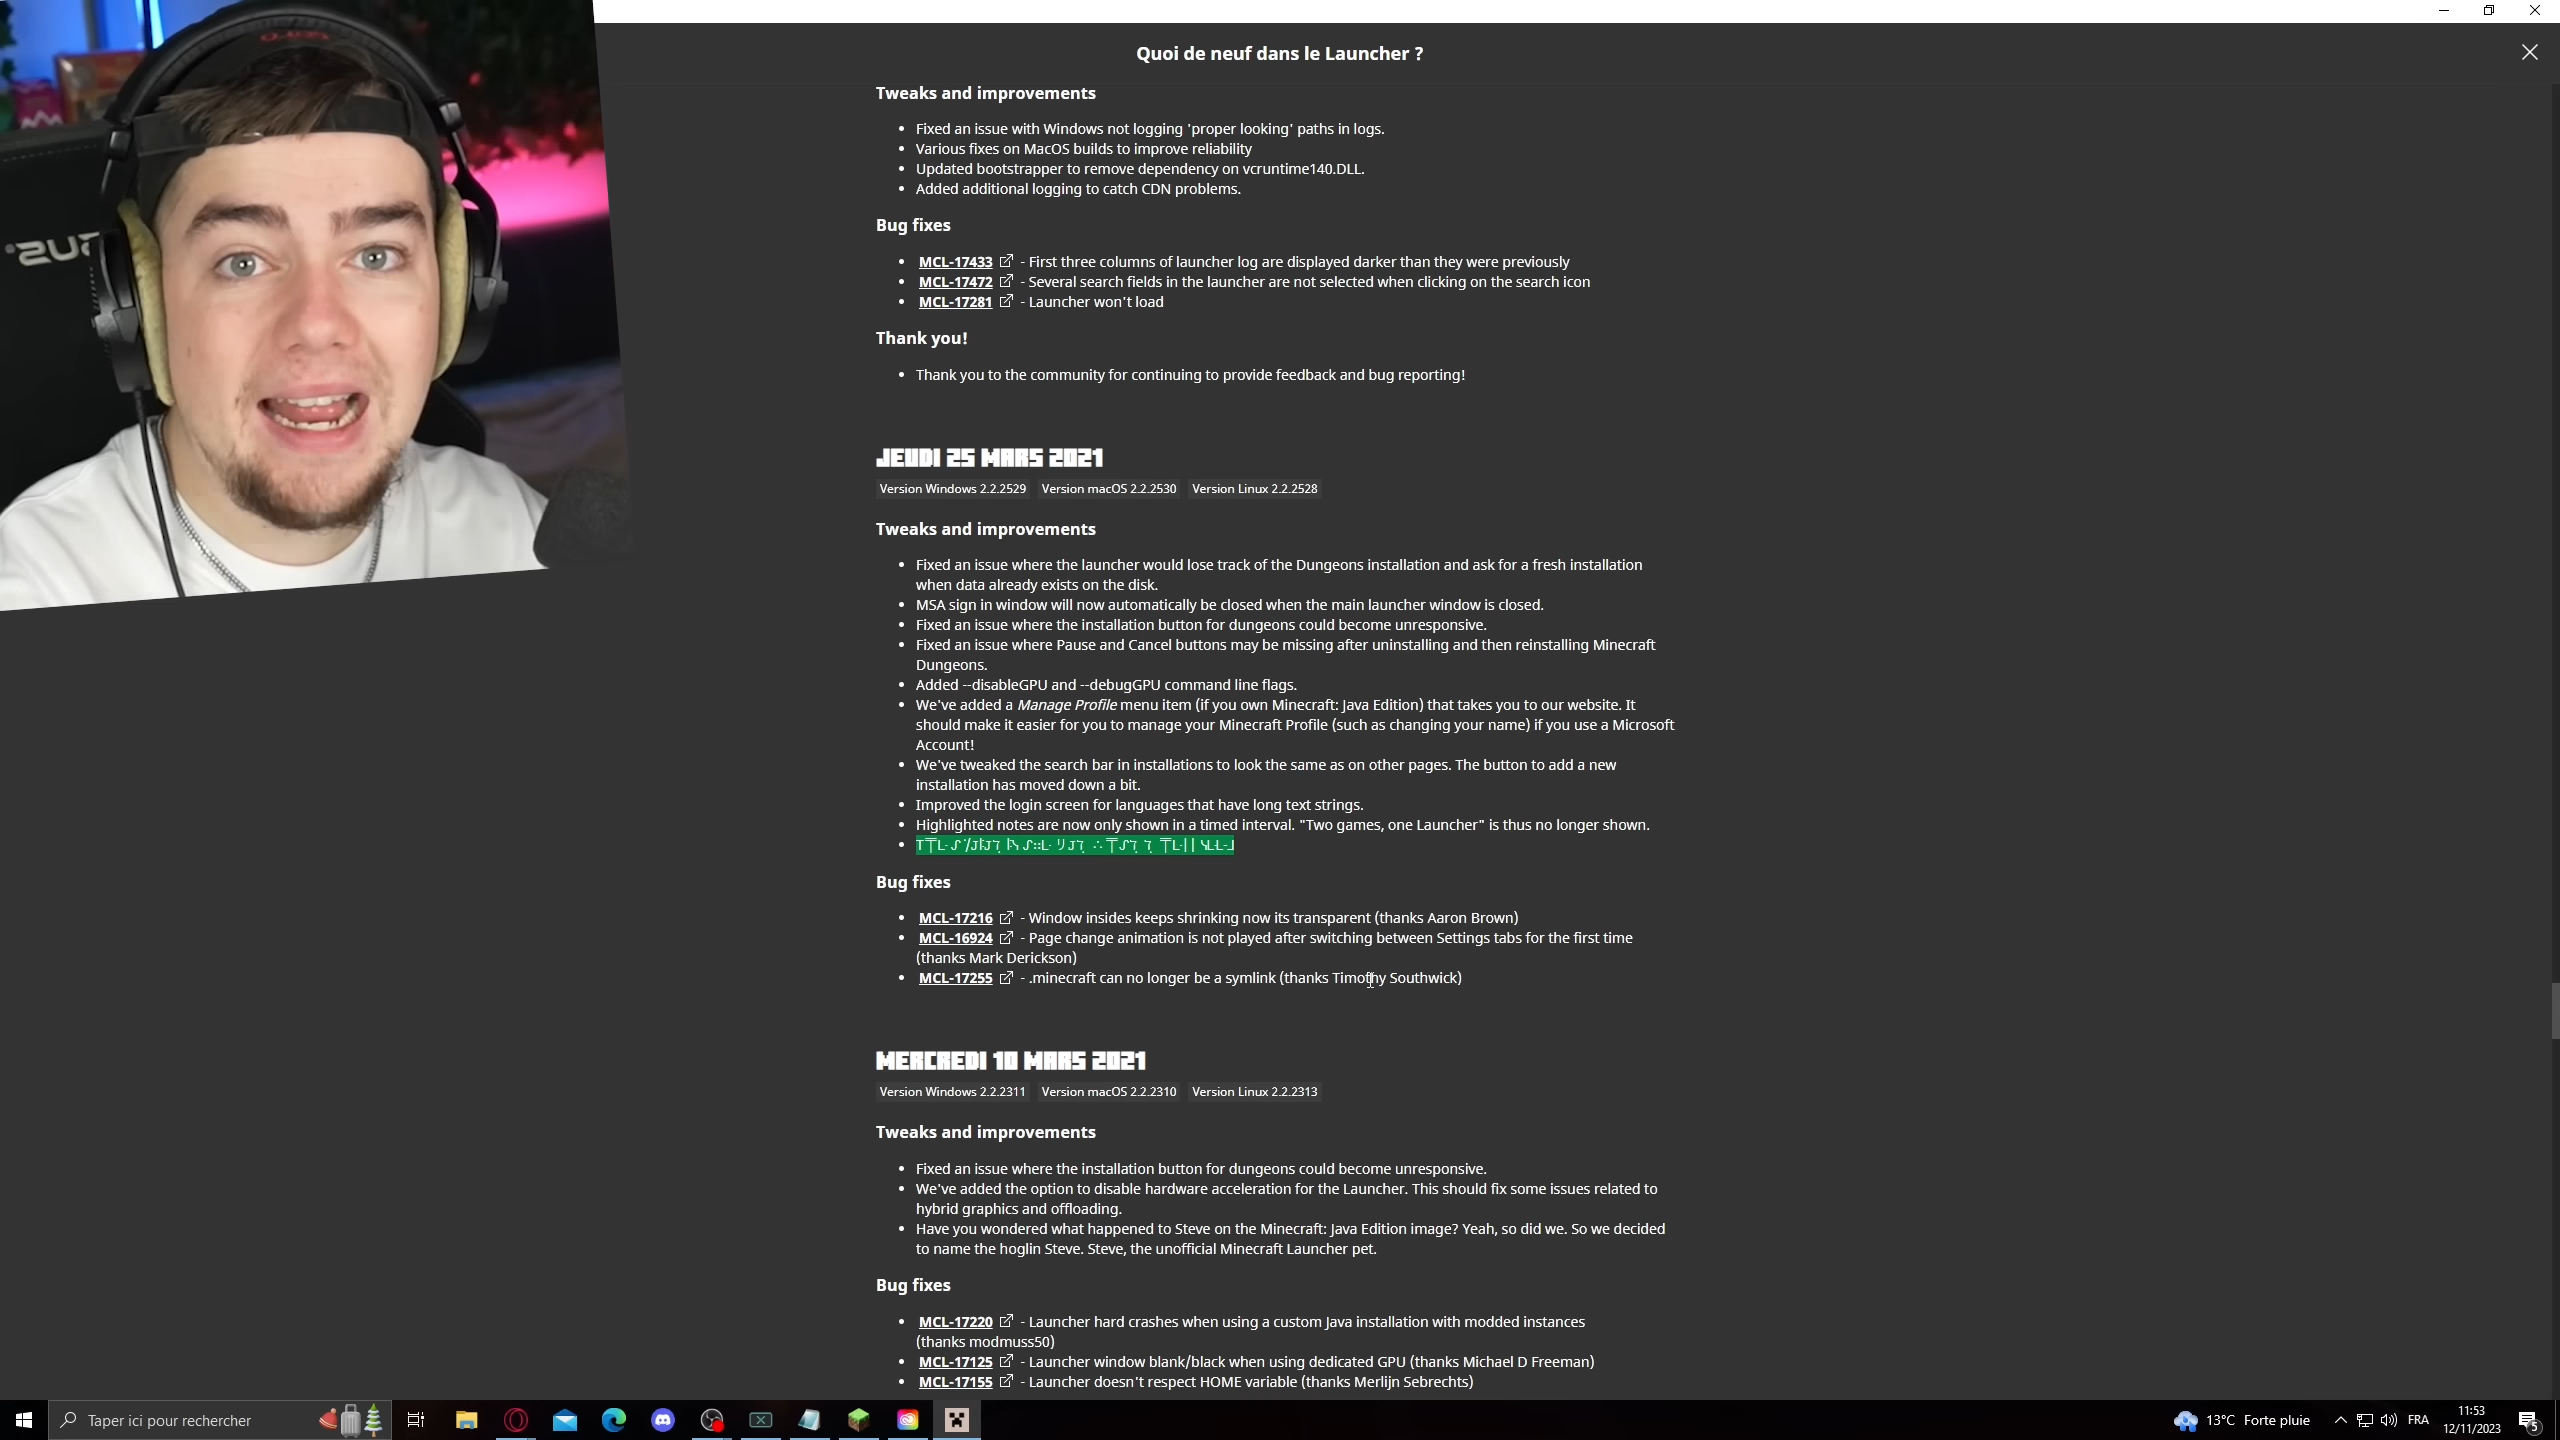 Quoi de neuf dans le Launcher ?
Tweaks and improvements
• Fixed an issue with Windows not logging 'proper looking' paths in logs.
• Various fixes on MacOS builds to improve reliability
• Updated bootstrapper to remove dependency on vcruntime140.DLL.
• Added additional logging to catch CDN problems.
Bug fixes
• MCL-17433 - First three columns of launcher log are displayed darker than they were previously
• MCL-17472 - Several search fields in the launcher are not selected when clicking on the search icon
• MCL-17281 - Launcher won't load
Thank you!
• Thank you to the community for continuing to provide feedback and bug reporting!
JEUDI 25 MARS 2021
Version Windows 2.2.2529 Version macOS 2.2.2530 Version Linux 2.2.2528
Tweaks and improvements
• Fixed an issue where the launcher would lose track of the Dungeons installation and ask for a fresh installation
when data already exists on the disk.
• MSA sign in window will now automatically be closed when the main launcher window is closed.
• Fixed an issue where the installation button for dungeons could become unresponsive.
• Fixed an issue where Pause and Cancel buttons may be missing after uninstalling and then reinstalling Minecraft
Dungeons.
• Added --disableGPU and --debugGPU command line flags.
• We've added a Manage Profile menu item (if you own Minecraft: Java Edition) that takes you to our website. It
should make it easier for you to manage your Minecraft Profile (such as changing your name) if you use a Microsoft
Account!
• We've tweaked the search bar in installations to look the same as on other pages. The button to add a new
installation has moved down a bit.
• Improved the login screen for languages that have long text strings.
• Highlighted notes are now only shown in a timed interval. "Two games, one Launcher" is thus no longer shown.
Bug fixes
• MCL-17216 - Window insides keeps shrinking now its transparent (thanks Aaron Brown)
• MCL-16924 - Page change animation is not played after switching between Settings tabs for the first time
(thanks Mark Derickson)
• MCL-17255 - .minecraft can no longer be a symlink (thanks Timothy Southwick)
MERCREDI 10 MARS 2021
Version Windows 2.2.2311 Version macOS 2.2.2310 Version Linux 2.2.2313
Tweaks and improvements
• Fixed an issue where the installation button for dungeons could become unresponsive.
• We've added the option to disable hardware acceleration for the Launcher. This should fix some issues related to
hybrid graphics and offloading.
• Have you wondered what happened to Steve on the Minecraft: Java Edition image? Yeah, so did we. So we decided
to name the hoglin Steve. Steve, the unofficial Minecraft Launcher pet.
Bug fixes
• MCL-17220 - Launcher hard crashes when using a custom Java installation with modded instances
(thanks modmuss50)
• MCL-17125 - Launcher window blank/black when using dedicated GPU (thanks Michael D Freeman)
• MCL-17155 - Launcher doesn't respect HOME variable (thanks Merlijn Sebrechts)
Taper ici pour rechercher
13°C Forte pluie
FRA
11:53
12/11/2023
5